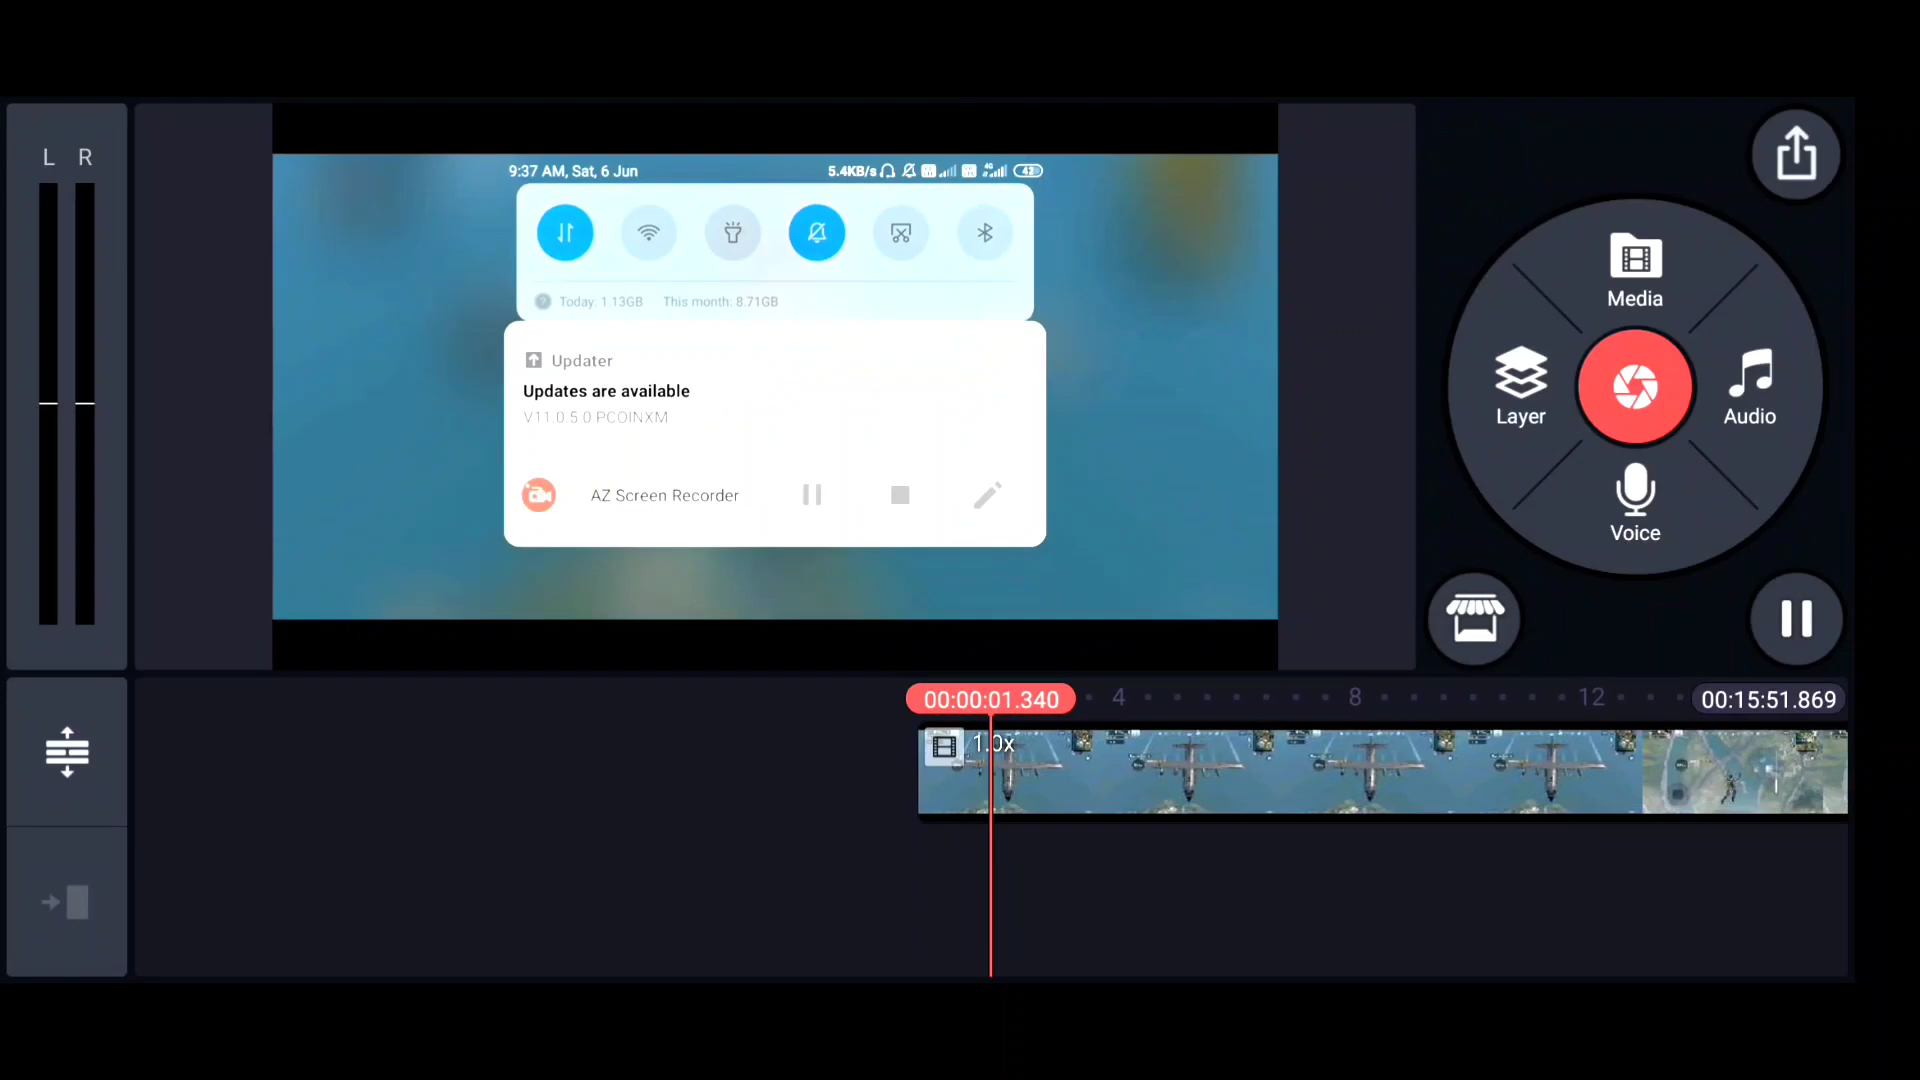 L R
9:37 AM, Sat, 6 Jun
5.4KB/s
4G
42
Today: 1.13GB This month: 8.71GB
Updater
Updates are available
V11.0.5.0.PCOINXM
AZ Screen Recorder
Media
Layer
Audio
Voice
00:00:01.340
4
8
12
00:15:51.869
1.0x